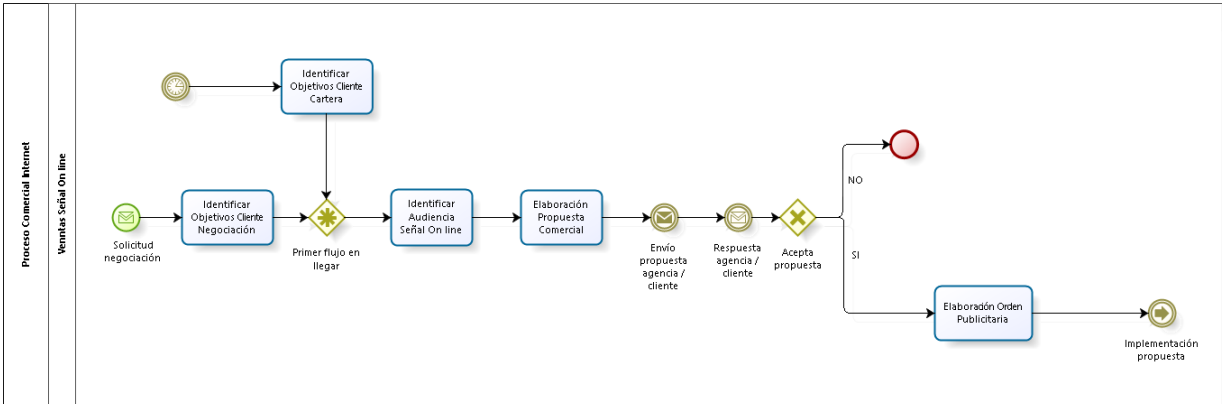 Proceso Comercial Internet
Venntas Señal On line
Identificar
Objetivos Cliente
Cartera
Solicitud
negociación
Identificar
Objetivos Cliente
Negociación
Primer flujo en
llegar
Identificar
Audiencia
Señal On line
Elaboración
Propuesta
Comercial
Envío
propuesta
agencia /
cliente
Respuesta
agencia /
cliente
Acepta
propuesta
NO
SI
Elaboración Orden
Publicitaria
Implementación
propuesta